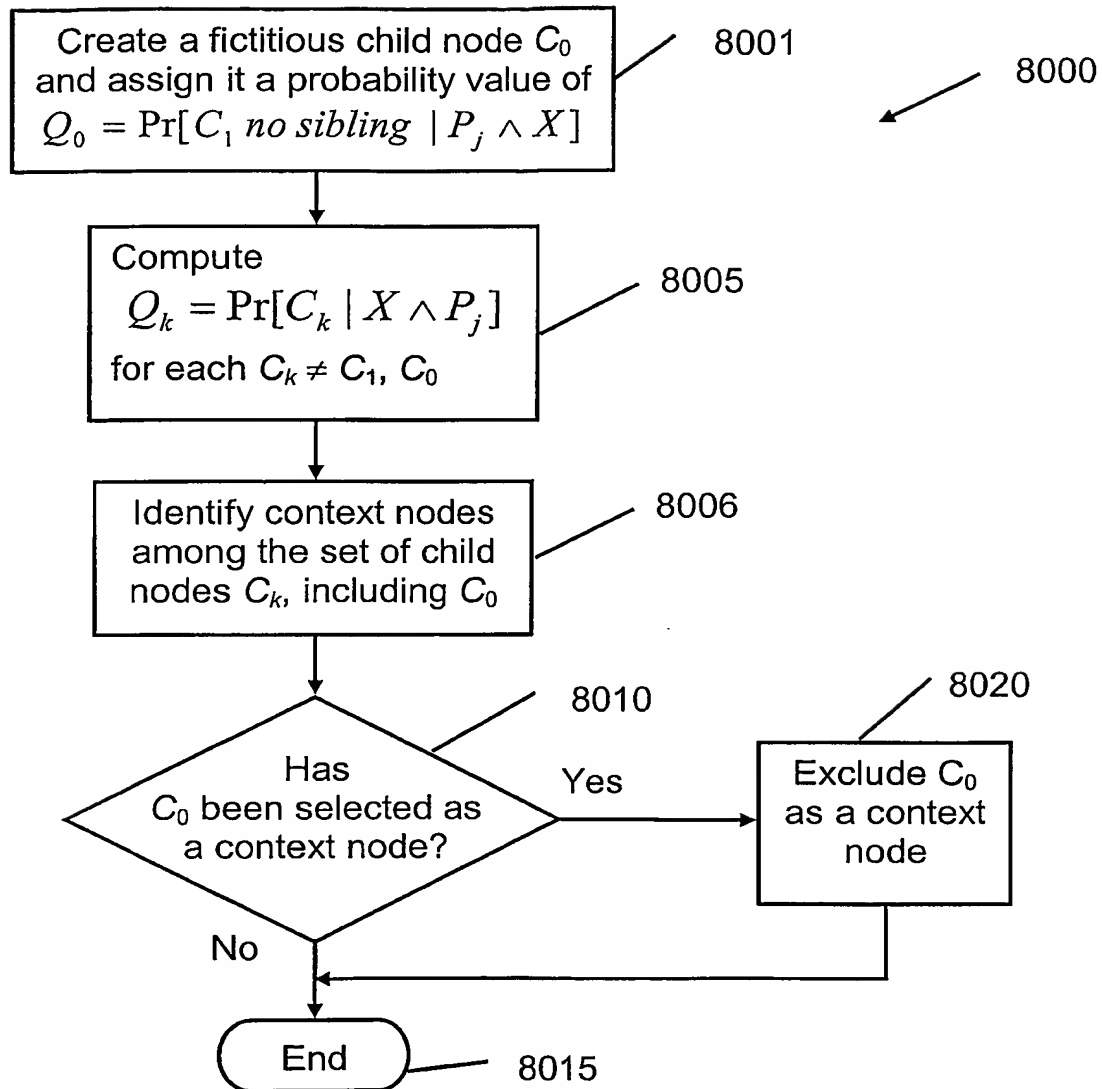 Create a fictitious child node C₀
and assign it a probability value of
Q₀ = Pr[C₁ no sibling | Pⱼ ∧ X]
8001
8000
Compute
Qₖ = Pr[Cₖ | X ∧ Pⱼ]
for each Cₖ ≠ C₁, C₀
8005
Identify context nodes
among the set of child
nodes Cₖ, including C₀
8006
Has
C₀ been selected as
a context node?
8010
Yes
Exclude C₀
as a context
node
8020
No
End
8015